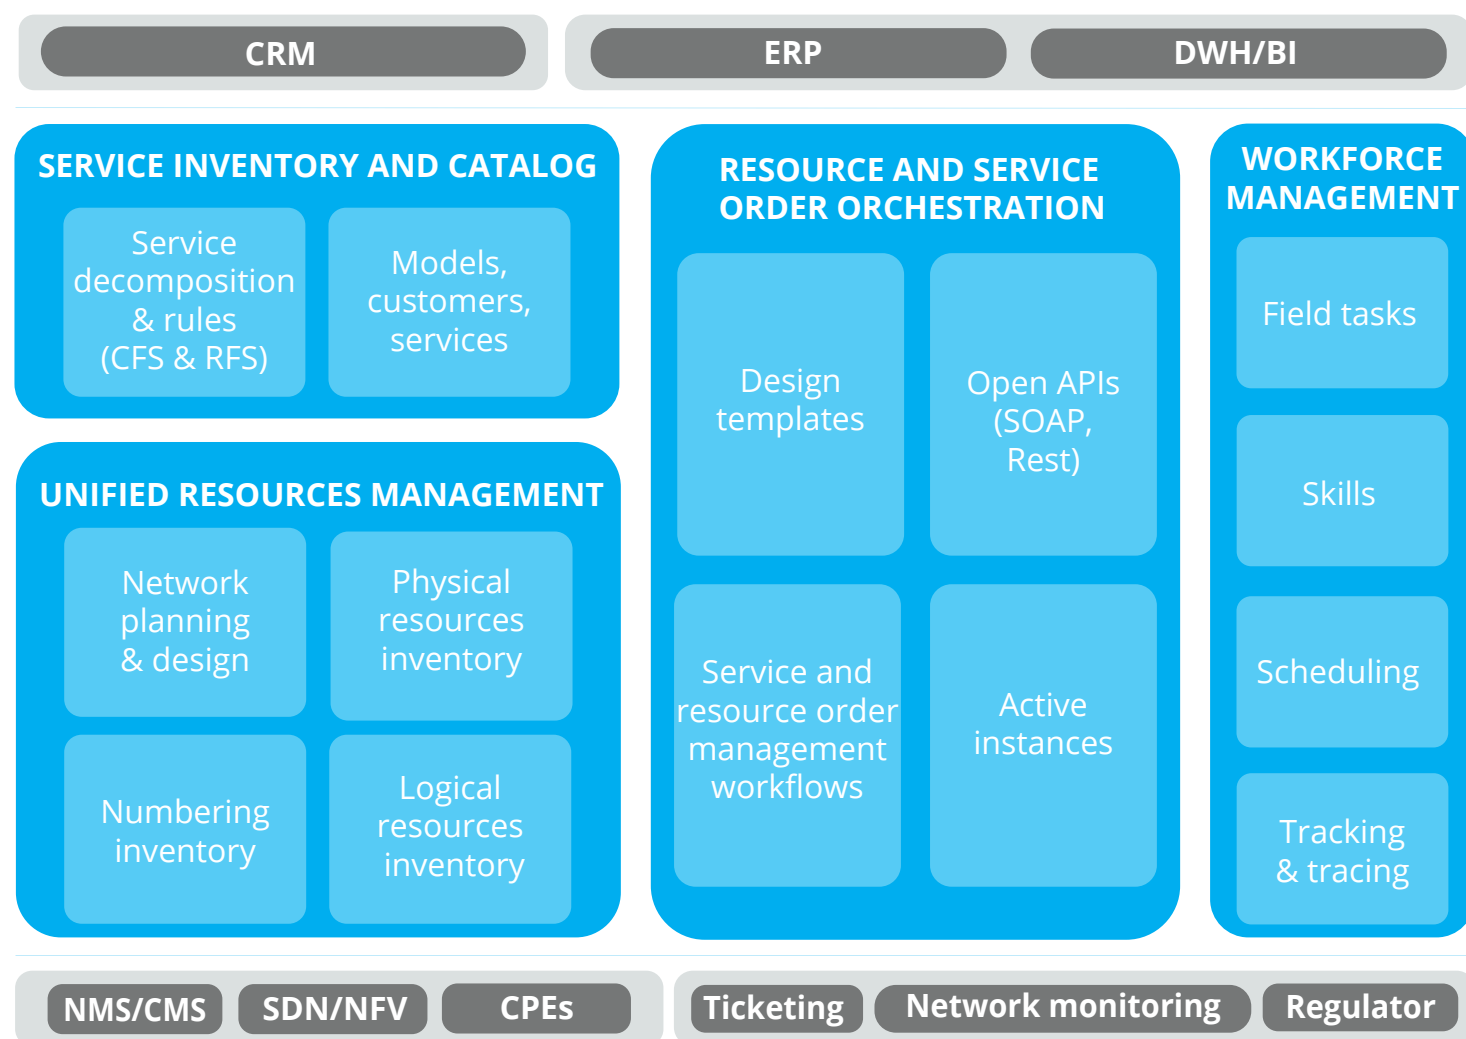 CRM
ERP
DWH/BI
SERVICE INVENTORY AND CATALOG
Service
decomposition
& rules
(CFS & RFS)
Models,
customers,
services
UNIFIED RESOURCES MANAGEMENT
Network
planning
& design
Physical
resources
inventory
Numbering
inventory
Logical
resources
inventory
RESOURCE AND SERVICE
ORDER ORCHESTRATION
Design
templates
Open APIs
(SOAP,
Rest)
Service and
resource order
management
workflows
Active
instances
WORKFORCE
MANAGEMENT
Field tasks
Skills
Scheduling
Tracking
& tracing
NMS/CMS
SDN/NFV
CPEs
Ticketing
Network monitoring
Regulator